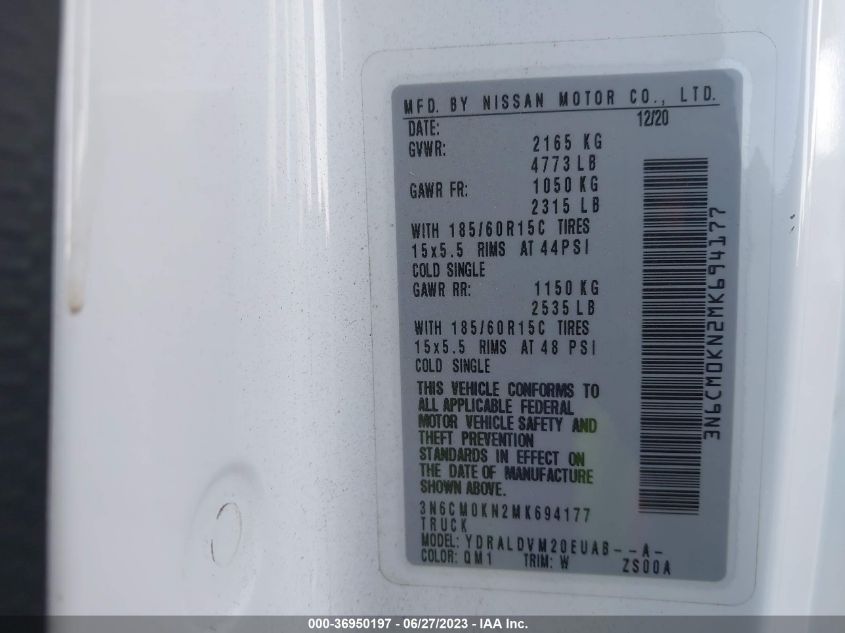 MFD. BY NISSAN MOTOR CO., LTD.
DATE: 12/20
GVWR: 2165 KG
4773 LB
GAWR FR: 1050 KG
2315 LB
WITH 185/60R15C TIRES
15x5.5 RIMS AT 44PSI
COLD SINGLE
GAWR RR: 1150 KG
2535 LB
WITH 185/60R15C TIRES
15x5.5 RIMS AT 48 PSI
COLD SINGLE
THIS VEHICLE CONFORMS TO
ALL APPLICABLE FEDERAL
MOTOR VEHICLE SAFETY AND
THEFT PREVENTION
STANDARDS IN EFFECT ON
THE DATE OF MANUFACTURE
SHOWN ABOVE.
3N6CM0KN2MK694177
TRUCK
MODEL: YDRALDVM20EUAB--A-
COLOR: QM1 TRIM: W ZS00A
3N6CM0KN2MK694177
000-36950197 - 06/27/2023 - IAA Inc.